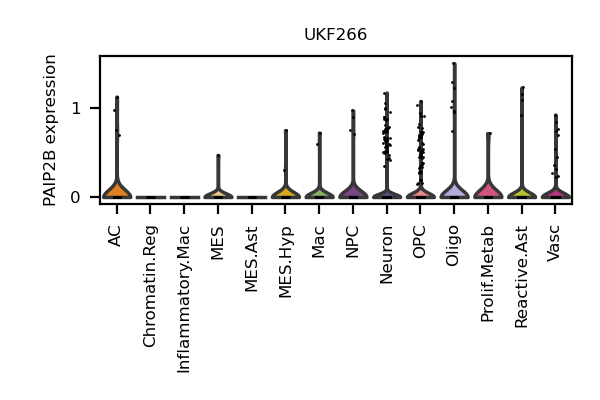 UKF266
PAIP2B expression
1
0
AC
Chromatin.Reg
Inflammatory.Mac
MES
MES.Ast
MES.Hyp
Mac
NPC
Neuron
OPC
Oligo
Prolif.Metab
Reactive.Ast
Vasc